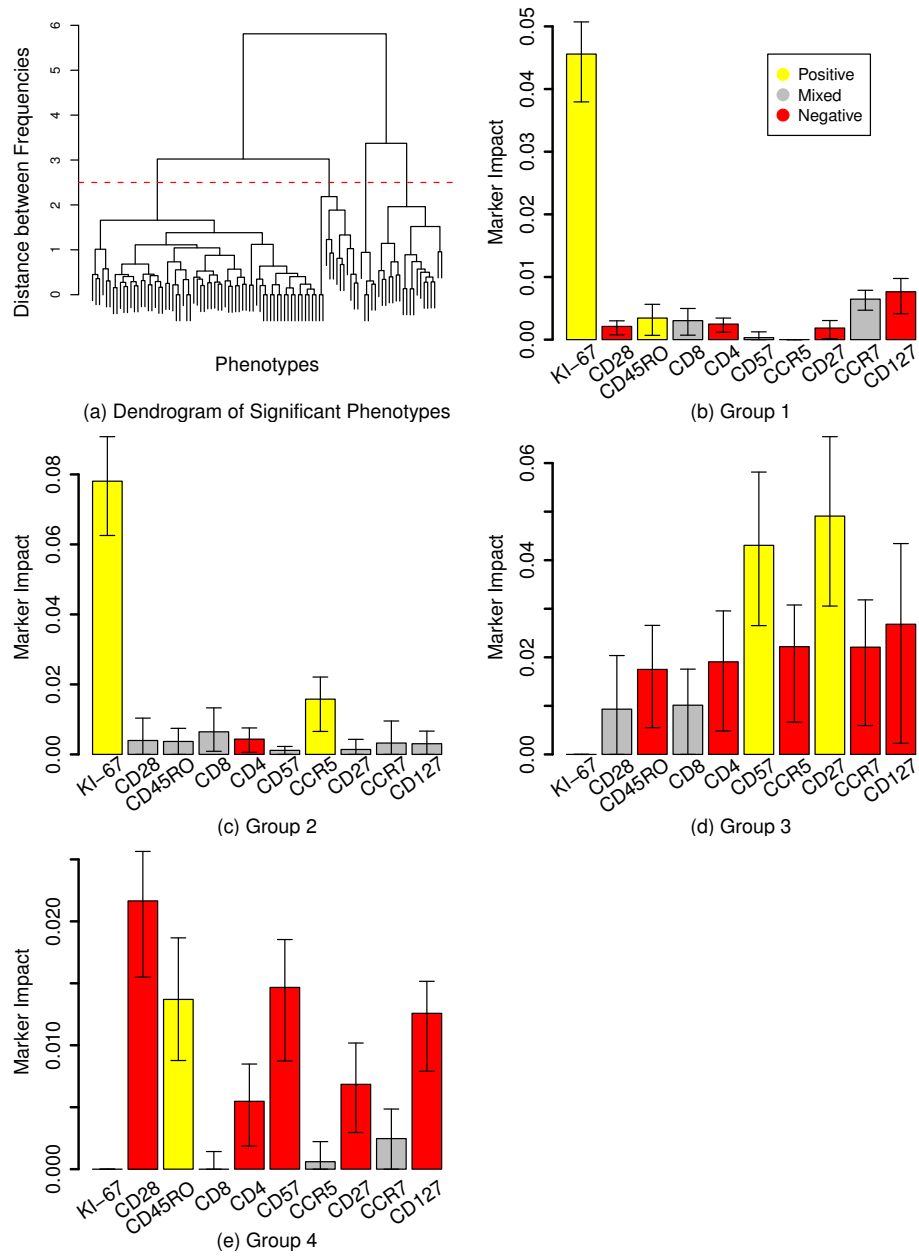 Distance between Frequencies
6
5
4
3
2
1
0
Phenotypes
(a) Dendrogram of Significant Phenotypes
Marker Impact
0.05
0.04
0.03
0.02
0.01
0.00
Positive
Mixed
Negative
KI−67
CD28
CD45RO
CD8
CD4
CD57
CCR5
CD27
CCR7
CD127
(b) Group 1
Marker Impact
0.08
0.06
0.04
0.02
0.00
KI−67
CD28
CD45RO
CD8
CD4
CD57
CCR5
CD27
CCR7
CD127
(c) Group 2
Marker Impact
0.06
0.04
0.02
0.00
KI−67
CD28
CD45RO
CD8
CD4
CD57
CCR5
CD27
CCR7
CD127
(d) Group 3
Marker Impact
0.020
0.010
0.000
KI−67
CD28
CD45RO
CD8
CD4
CD57
CCR5
CD27
CCR7
CD127
(e) Group 4